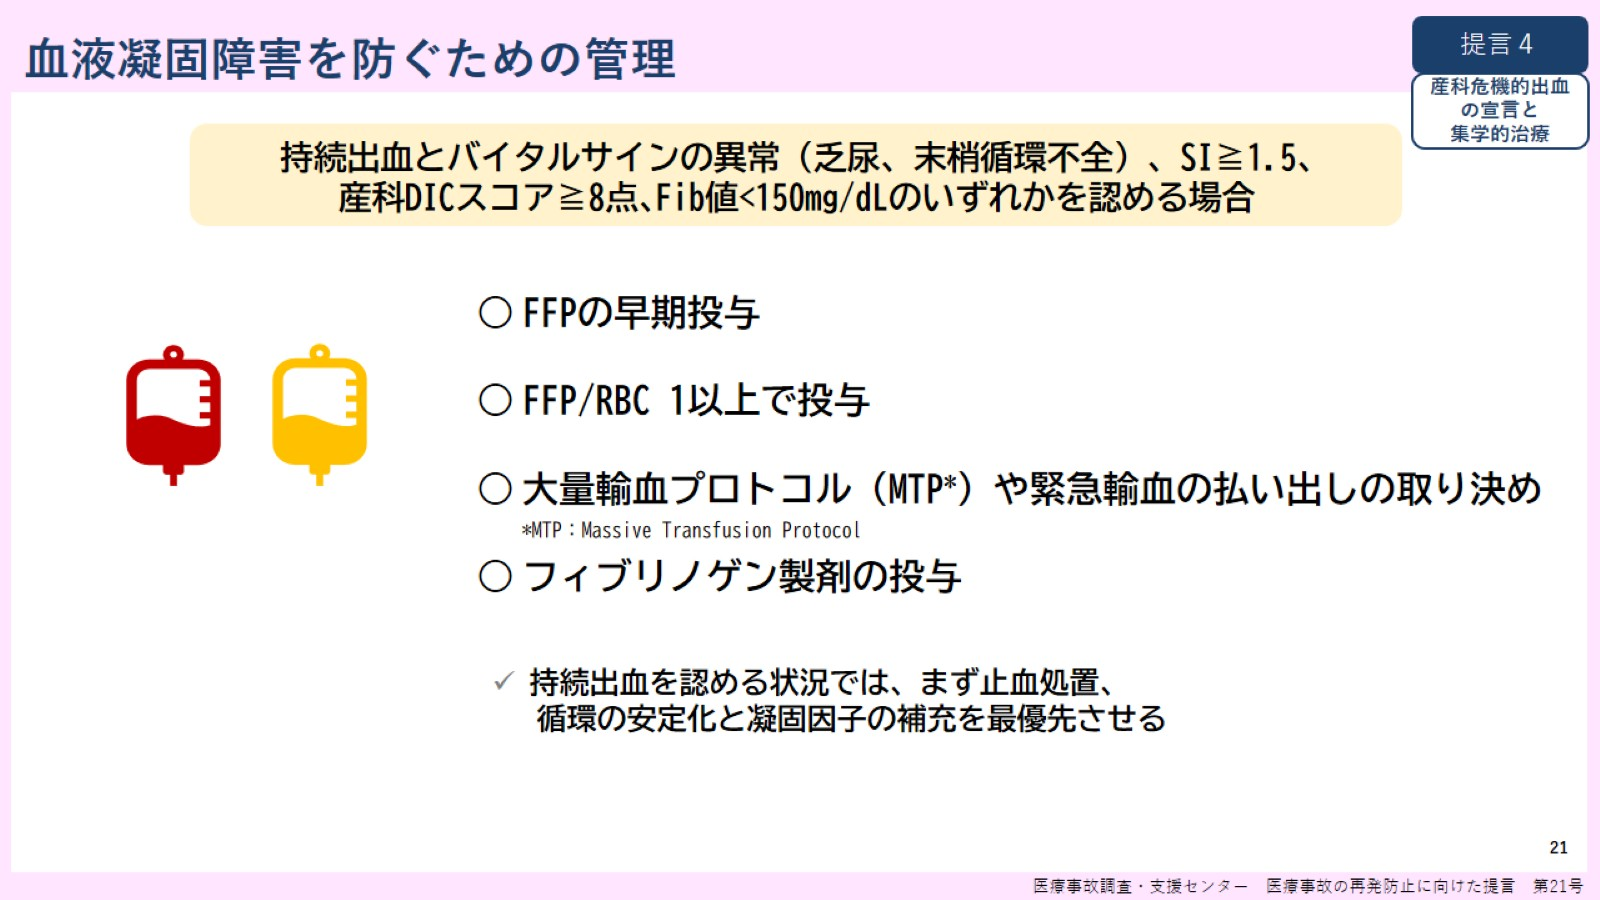 血液凝固障害を防ぐための管理
提言４
産科危機的出血
の宣言と
集学的治療
持続出血とバイタルサインの異常（乏尿、末梢循環不全）、SI≧1.5、
産科DICスコア≧8点、Fib値<150mg/dLのいずれかを認める場合
○ FFPの早期投与
○ FFP/RBC 1以上で投与
○ 大量輸血プロトコル（MTP*）や緊急輸血の払い出しの取り決め
*MTP：Massive Transfusion Protocol
○ フィブリノゲン製剤の投与
✓ 持続出血を認める状況では、まず止血処置、
循環の安定化と凝固因子の補充を最優先させる
21
医療事故調査・支援センター　医療事故の再発防止に向けた提言　第21号